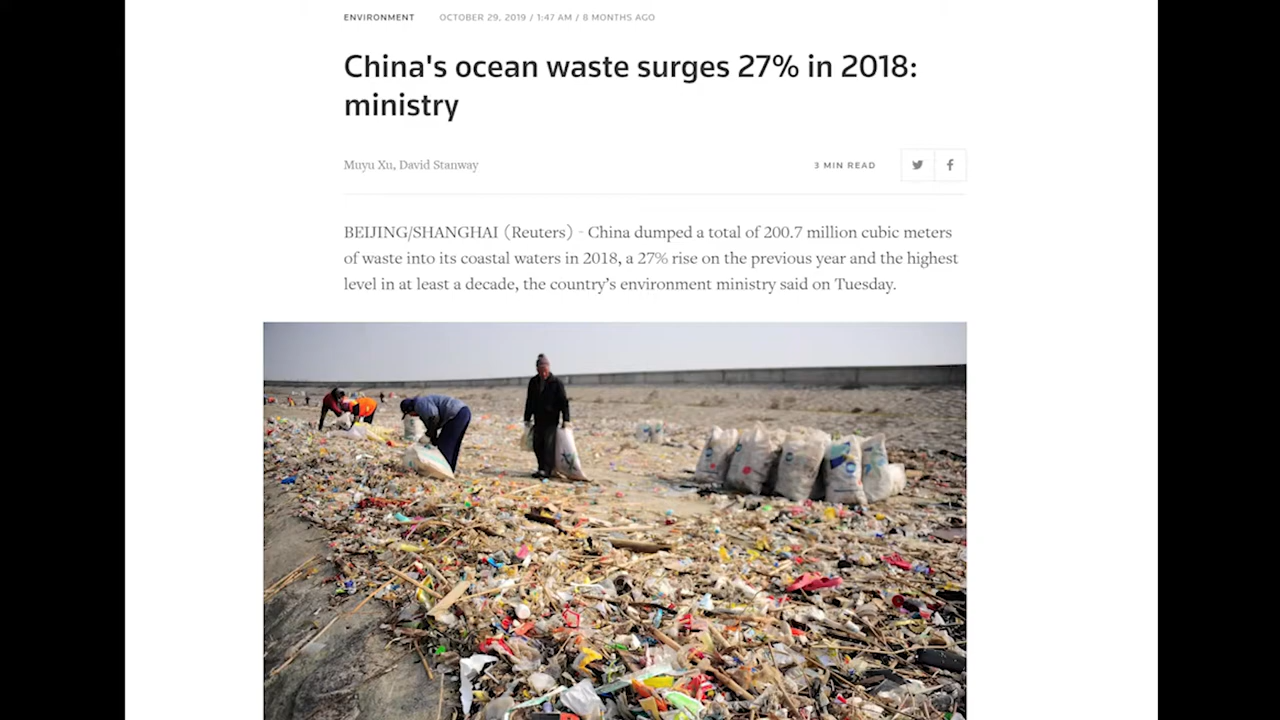 ENVIRONMENT OCTOBER 29, 2019 / 1:47 AM / 8 MONTHS AGO
China's ocean waste surges 27% in 2018:
ministry
Muyu Xu, David Stanway
3 MIN READ
BEIJING/SHANGHAI (Reuters) - China dumped a total of 200.7 million cubic meters
of waste into its coastal waters in 2018, a 27% rise on the previous year and the highest
level in at least a decade, the country’s environment ministry said on Tuesday.